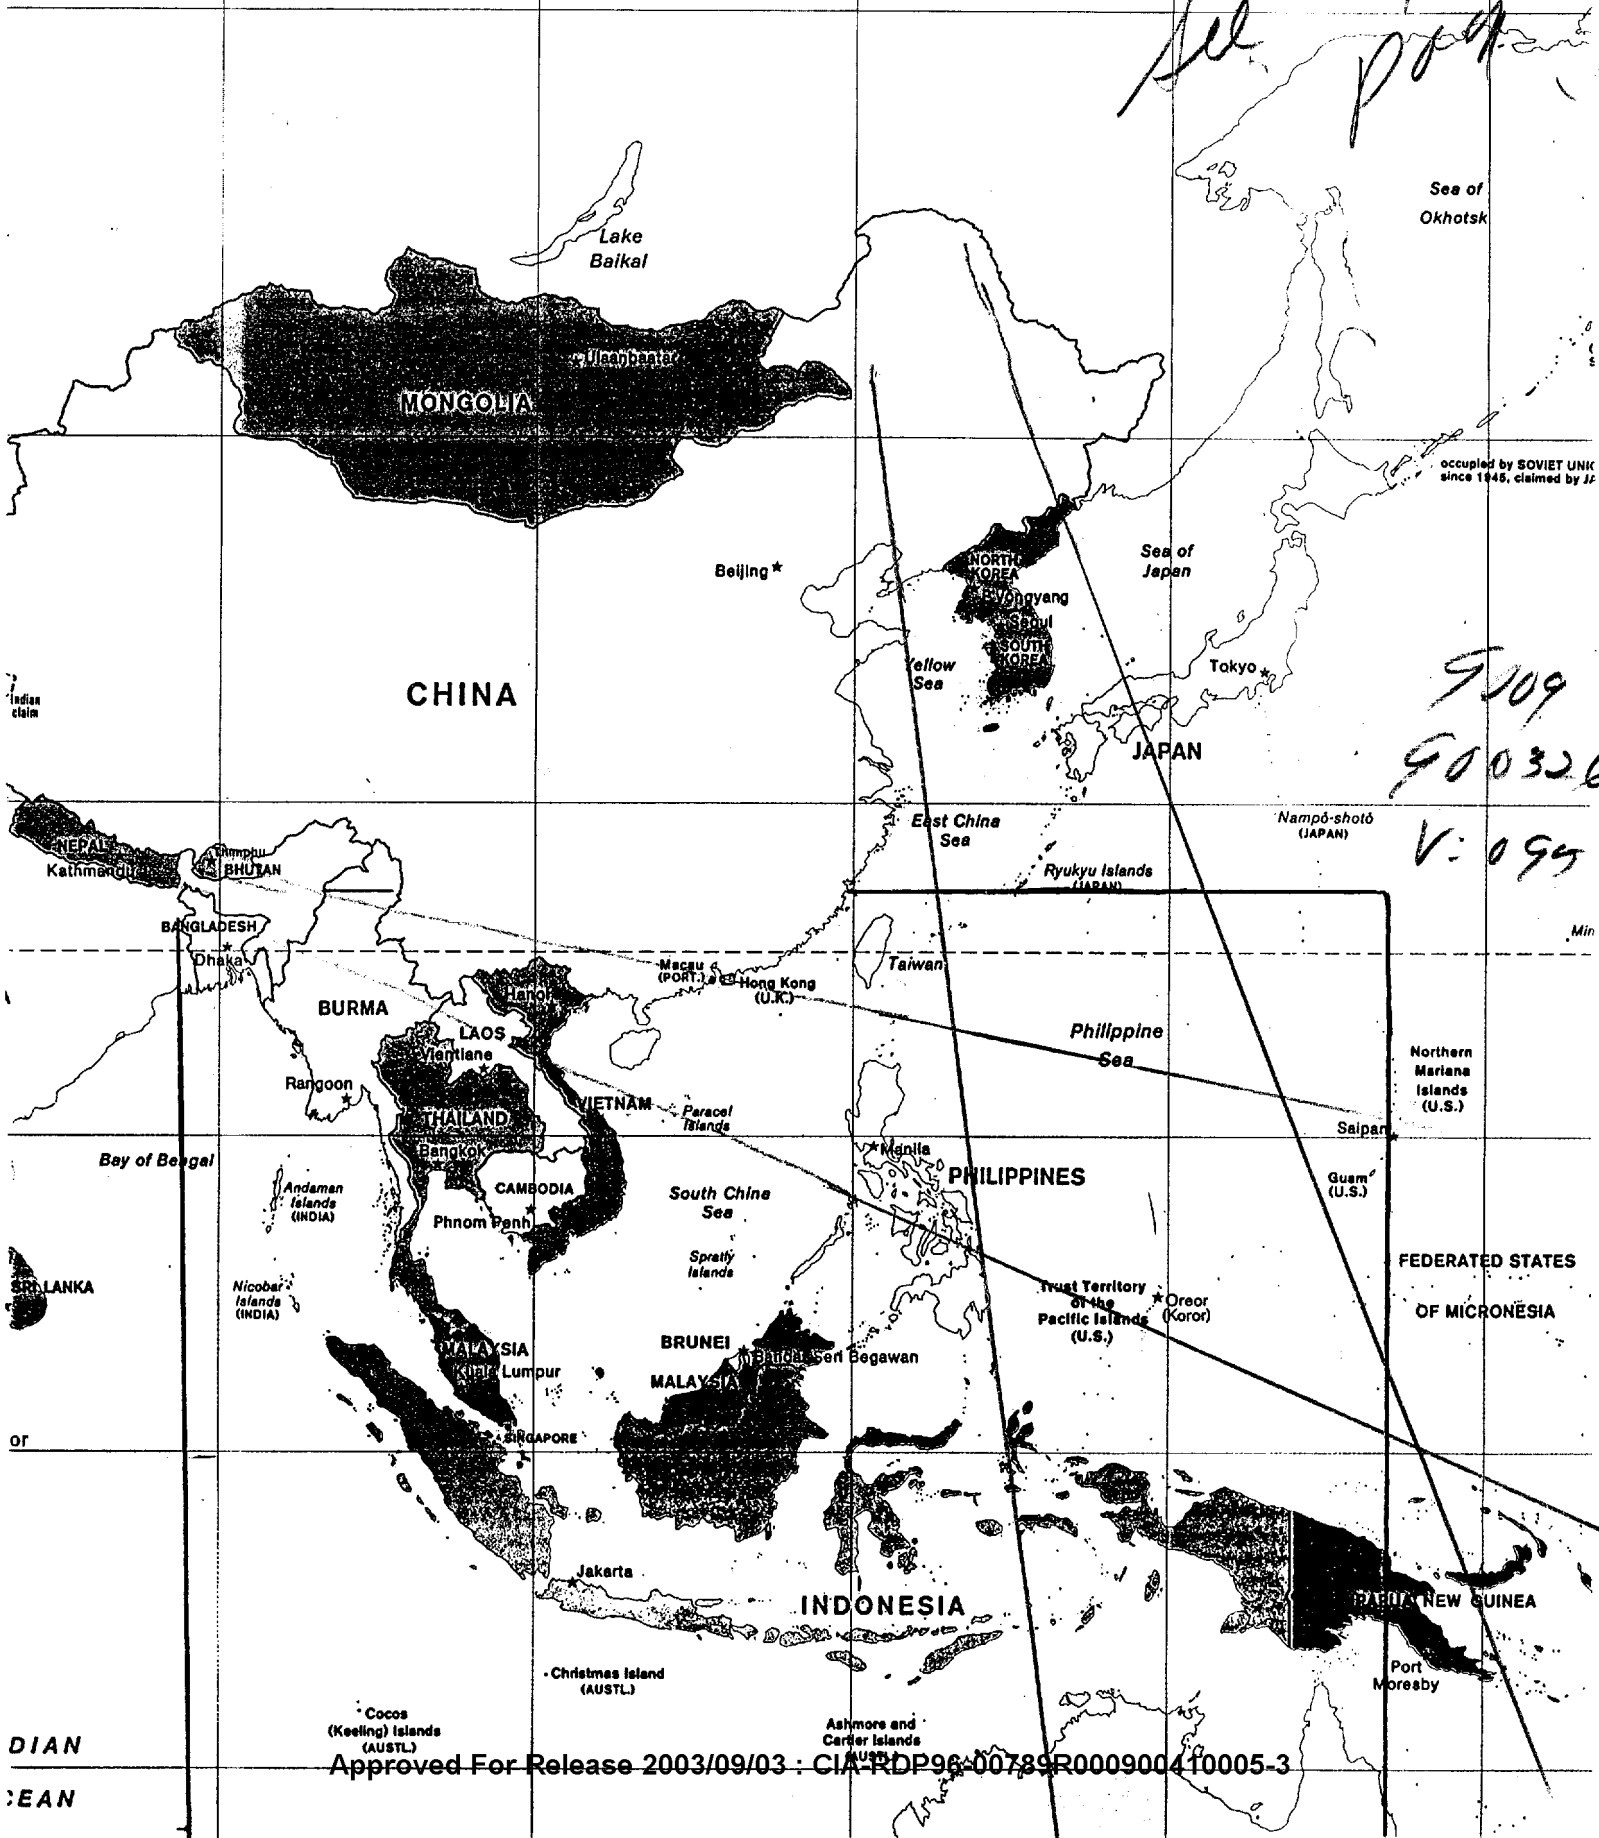 Sea of
Okhotsk
Lake
Baikal
Ulaanbaatar
MONGOLIA
occupied by SOVIET
since 1945, claimed by
Beijing
NORTH
KOREA
Sea of
Japan
P'yongyang
Seoul
SOUTH
KOREA
Yellow
Sea
Tokyo
Indian
claim
CHINA
JAPAN
East China
Sea
Nampō-shotō
(JAPAN)
NEPAL
Kathmandu
Thimphu
BHUTAN
Ryukyu Islands
(JAPAN)
BANGLADESH
Dhaka
Macau
(PORT.)
Hong Kong
(U.K.)
Taiwan
BURMA
Hanoi
LAOS
Vientiane
Philippine
Sea
Northern
Mariana
Islands
(U.S.)
Rangoon
THAILAND
VIETNAM
Paracel
Islands
Saipan
Manila
Bay of Bengal
Bangkok
PHILIPPINES
Andaman
Islands
(INDIA)
CAMBODIA
South China
Sea
Guam
(U.S.)
Phnom Penh
Spratly
Islands
SRI LANKA
Nicobar
Islands
(INDIA)
Trust Territory
of the
Pacific Islands
(U.S.)
Oreor
(Koror)
FEDERATED STATES
OF MICRONESIA
BRUNEI
Bandar Seri Begawan
MALAYSIA
Kuala Lumpur
MALAYSIA
SINGAPORE
or
Jakarta
INDONESIA
PAPUA NEW GUINEA
Christmas Island
(AUSTL.)
Port
Moresby
Cocos
(Keeling) Islands
(AUSTL.)
Ashmore and
Cartier Islands
(AUSTL.)
DIAN
EAN
Approved For Release 2003/09/03 : CIA-RDP96-00789R000900410005-3